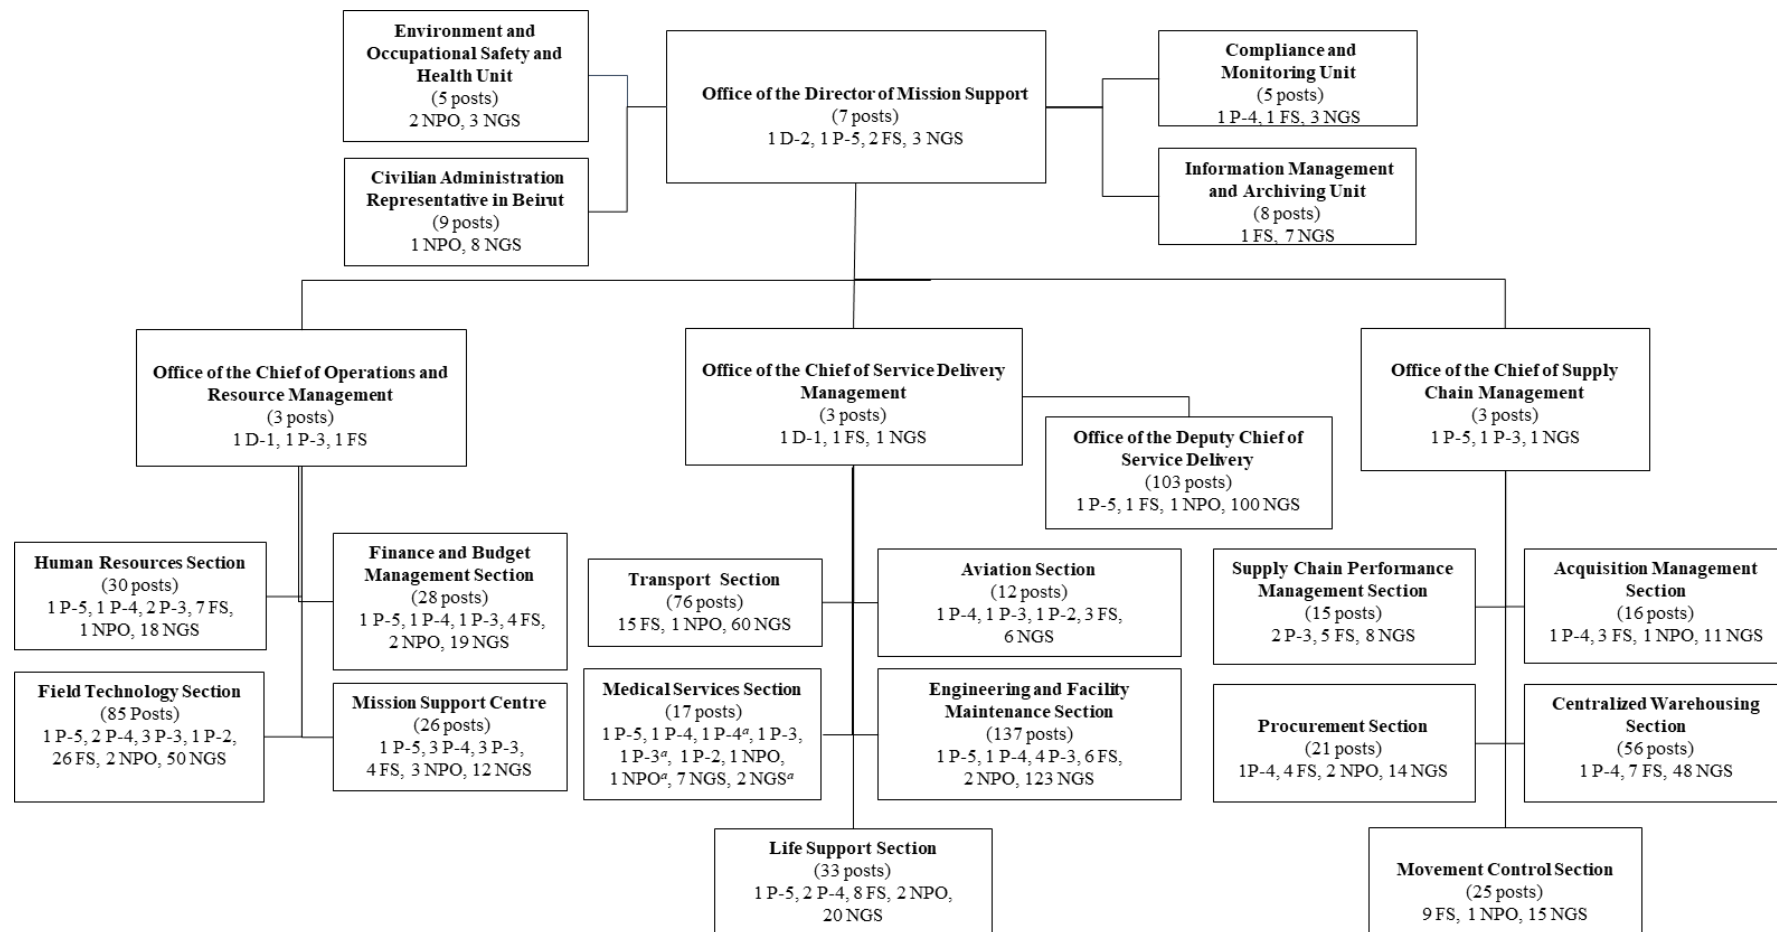 Environment and
Occupational Safety and
Health Unit
(5 posts)
2 NPO, 3 NGS
Office of the Director of Mission Support
(7 posts)
1 D-2, 1 P-5, 2 FS, 3 NGS
Compliance and
Monitoring Unit
(5 posts)
1 P-4, 1 FS, 3 NGS
Civilian Administration
Representative in Beirut
(9 posts)
1 NPO, 8 NGS
Information Management
and Archiving Unit
(8 posts)
1 FS, 7 NGS
Office of the Chief of Operations and
Resource Management
(3 posts)
1 D-1, 1 P-3, 1 FS
Office of the Chief of Service Delivery
Management
(3 posts)
1 D-1, 1 FS, 1 NGS
Office of the Chief of Supply
Chain Management
(3 posts)
1 P-5, 1 P-3, 1 NGS
Office of the Deputy Chief of
Service Delivery
(103 posts)
1 P-5, 1 FS, 1 NPO, 100 NGS
Human Resources Section
(30 posts)
1 P-5, 1 P-4, 2 P-3, 7 FS,
1 NPO, 18 NGS
Finance and Budget
Management Section
(28 posts)
1 P-5, 1 P-4, 1 P-3, 4 FS,
2 NPO, 19 NGS
Transport Section
(76 posts)
15 FS, 1 NPO, 60 NGS
Aviation Section
(12 posts)
1 P-4, 1 P-3, 1 P-2, 3 FS,
6 NGS
Supply Chain Performance
Management Section
(15 posts)
2 P-3, 5 FS, 8 NGS
Acquisition Management
Section
(16 posts)
1 P-4, 3 FS, 1 NPO, 11 NGS
Field Technology Section
(85 Posts)
1 P-5, 2 P-4, 3 P-3, 1 P-2,
26 FS, 2 NPO, 50 NGS
Mission Support Centre
(26 posts)
1 P-5, 3 P-4, 3 P-3,
4 FS, 3 NPO, 12 NGS
Medical Services Section
(17 posts)
1 P-5, 1 P-4, 1 P-4ᵃ, 1 P-3,
1 P-3ᵃ, 1 P-2, 1 NPO,
1 NPOᵃ, 7 NGS, 2 NGSᵃ
Engineering and Facility
Maintenance Section
(137 posts)
1 P-5, 1 P-4, 4 P-3, 6 FS,
2 NPO, 123 NGS
Procurement Section
(21 posts)
1P-4, 4 FS, 2 NPO, 14 NGS
Centralized Warehousing
Section
(56 posts)
1 P-4, 7 FS, 48 NGS
Life Support Section
(33 posts)
1 P-5, 2 P-4, 8 FS, 2 NPO,
20 NGS
Movement Control Section
(25 posts)
9 FS, 1 NPO, 15 NGS